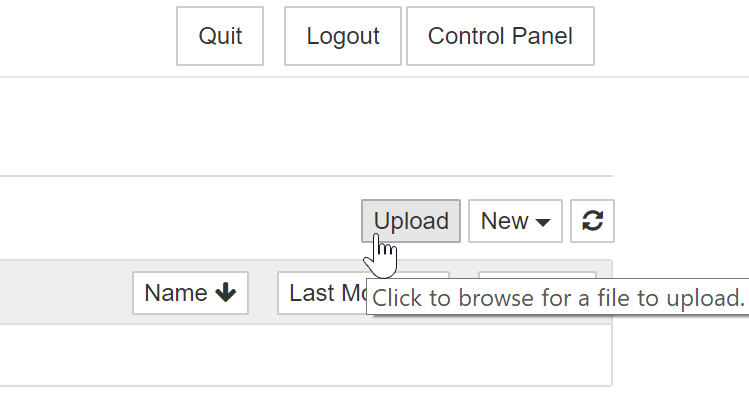 Quit Logout Control Panel
Upload New
Name Last Mo
Click to browse for a file to upload.